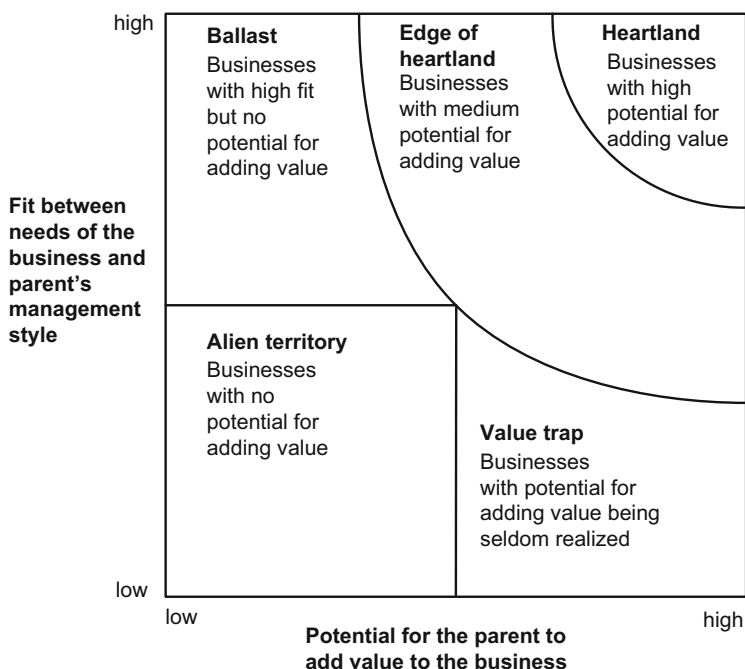 high
Ballast
Businesses
with high fit
but no
potential for
adding value
Edge of
heartland
Businesses
with medium
potential for
adding value
Heartland
Businesses
with high
potential for
adding value
Fit between
needs of the
business and
parent's
management
style
Alien territory
Businesses
with no
potential for
adding value
Value trap
Businesses
with potential for
adding value being
seldom realized
low
low
high
Potential for the parent to
add value to the business